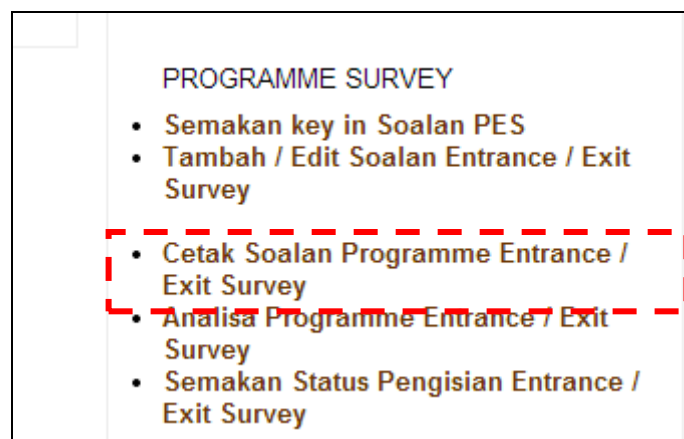 PROGRAMME SURVEY
• Semakan key in Soalan PES
• Tambah / Edit Soalan Entrance / Exit
Survey
• Cetak Soalan Programme Entrance /
Exit Survey
• Analisa Programme Entrance / Exit
Survey
• Semakan Status Pengisian Entrance /
Exit Survey